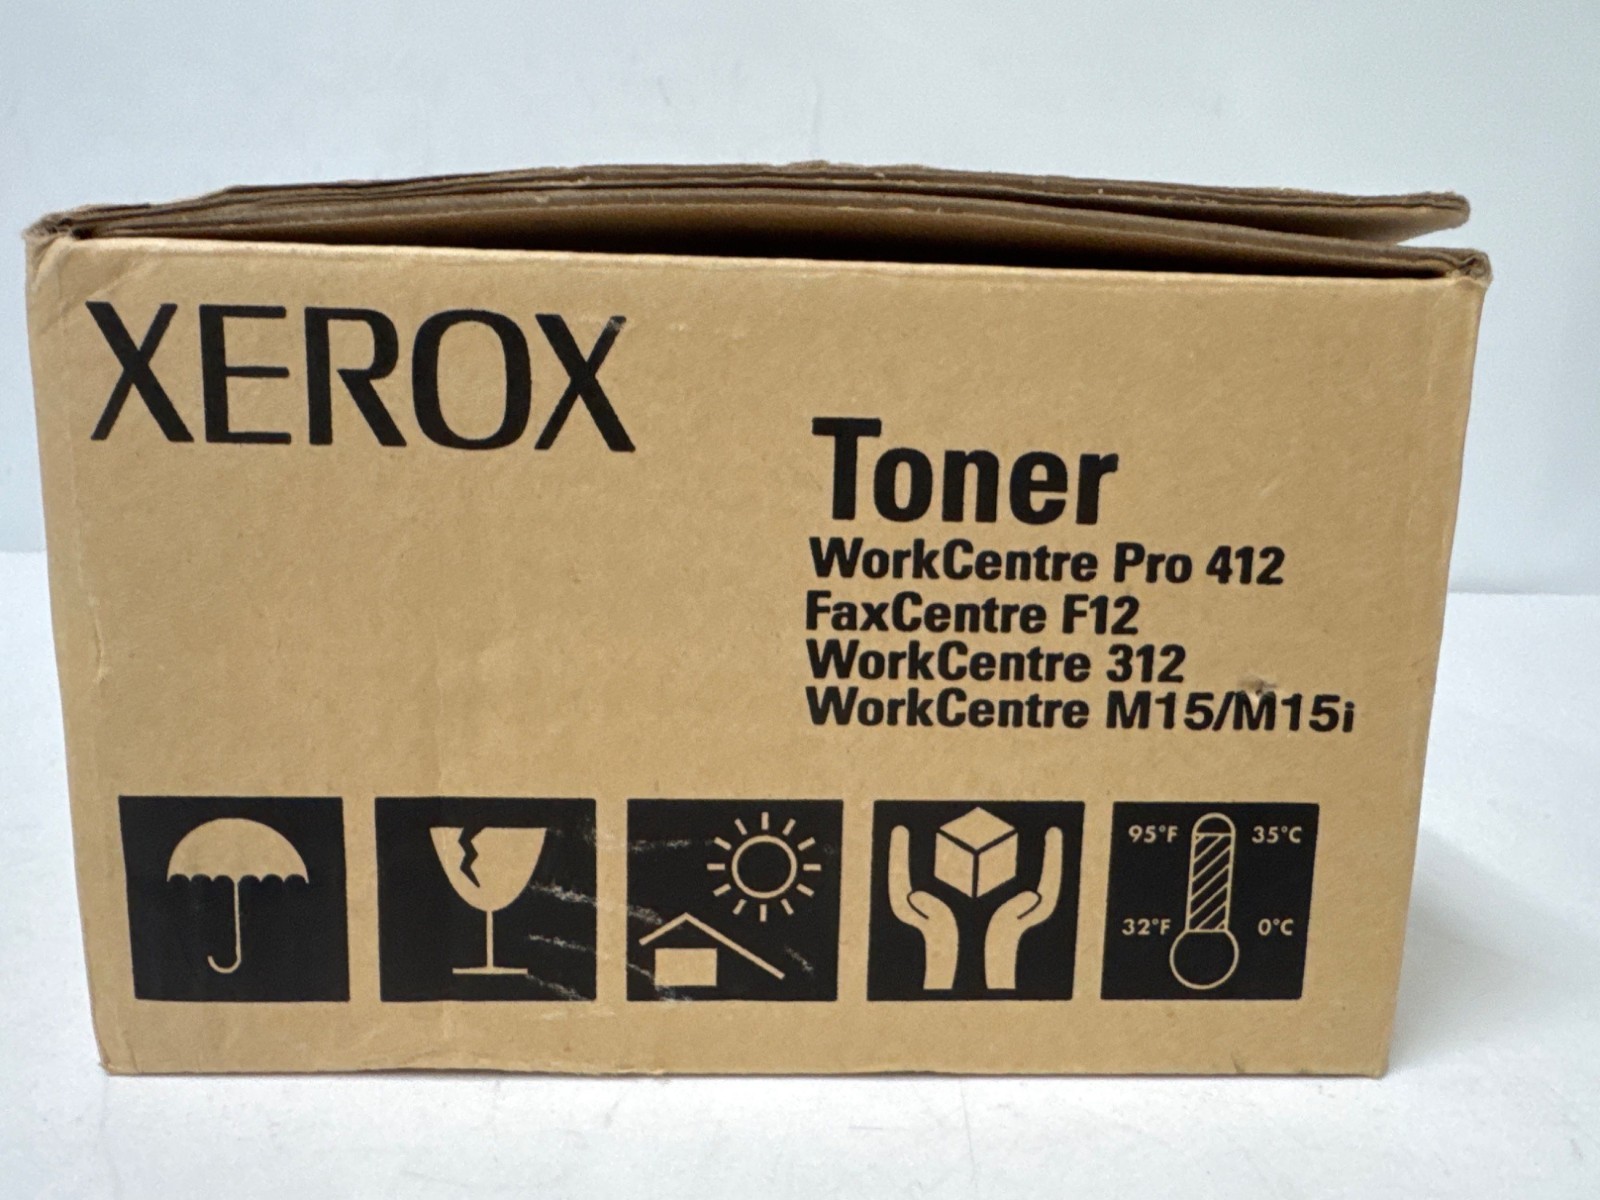 XEROX
Toner
WorkCentre Pro 412
FaxCentre F12
WorkCentre 312
WorkCentre M15/M15i
95°F 35°C
32°F 0°C